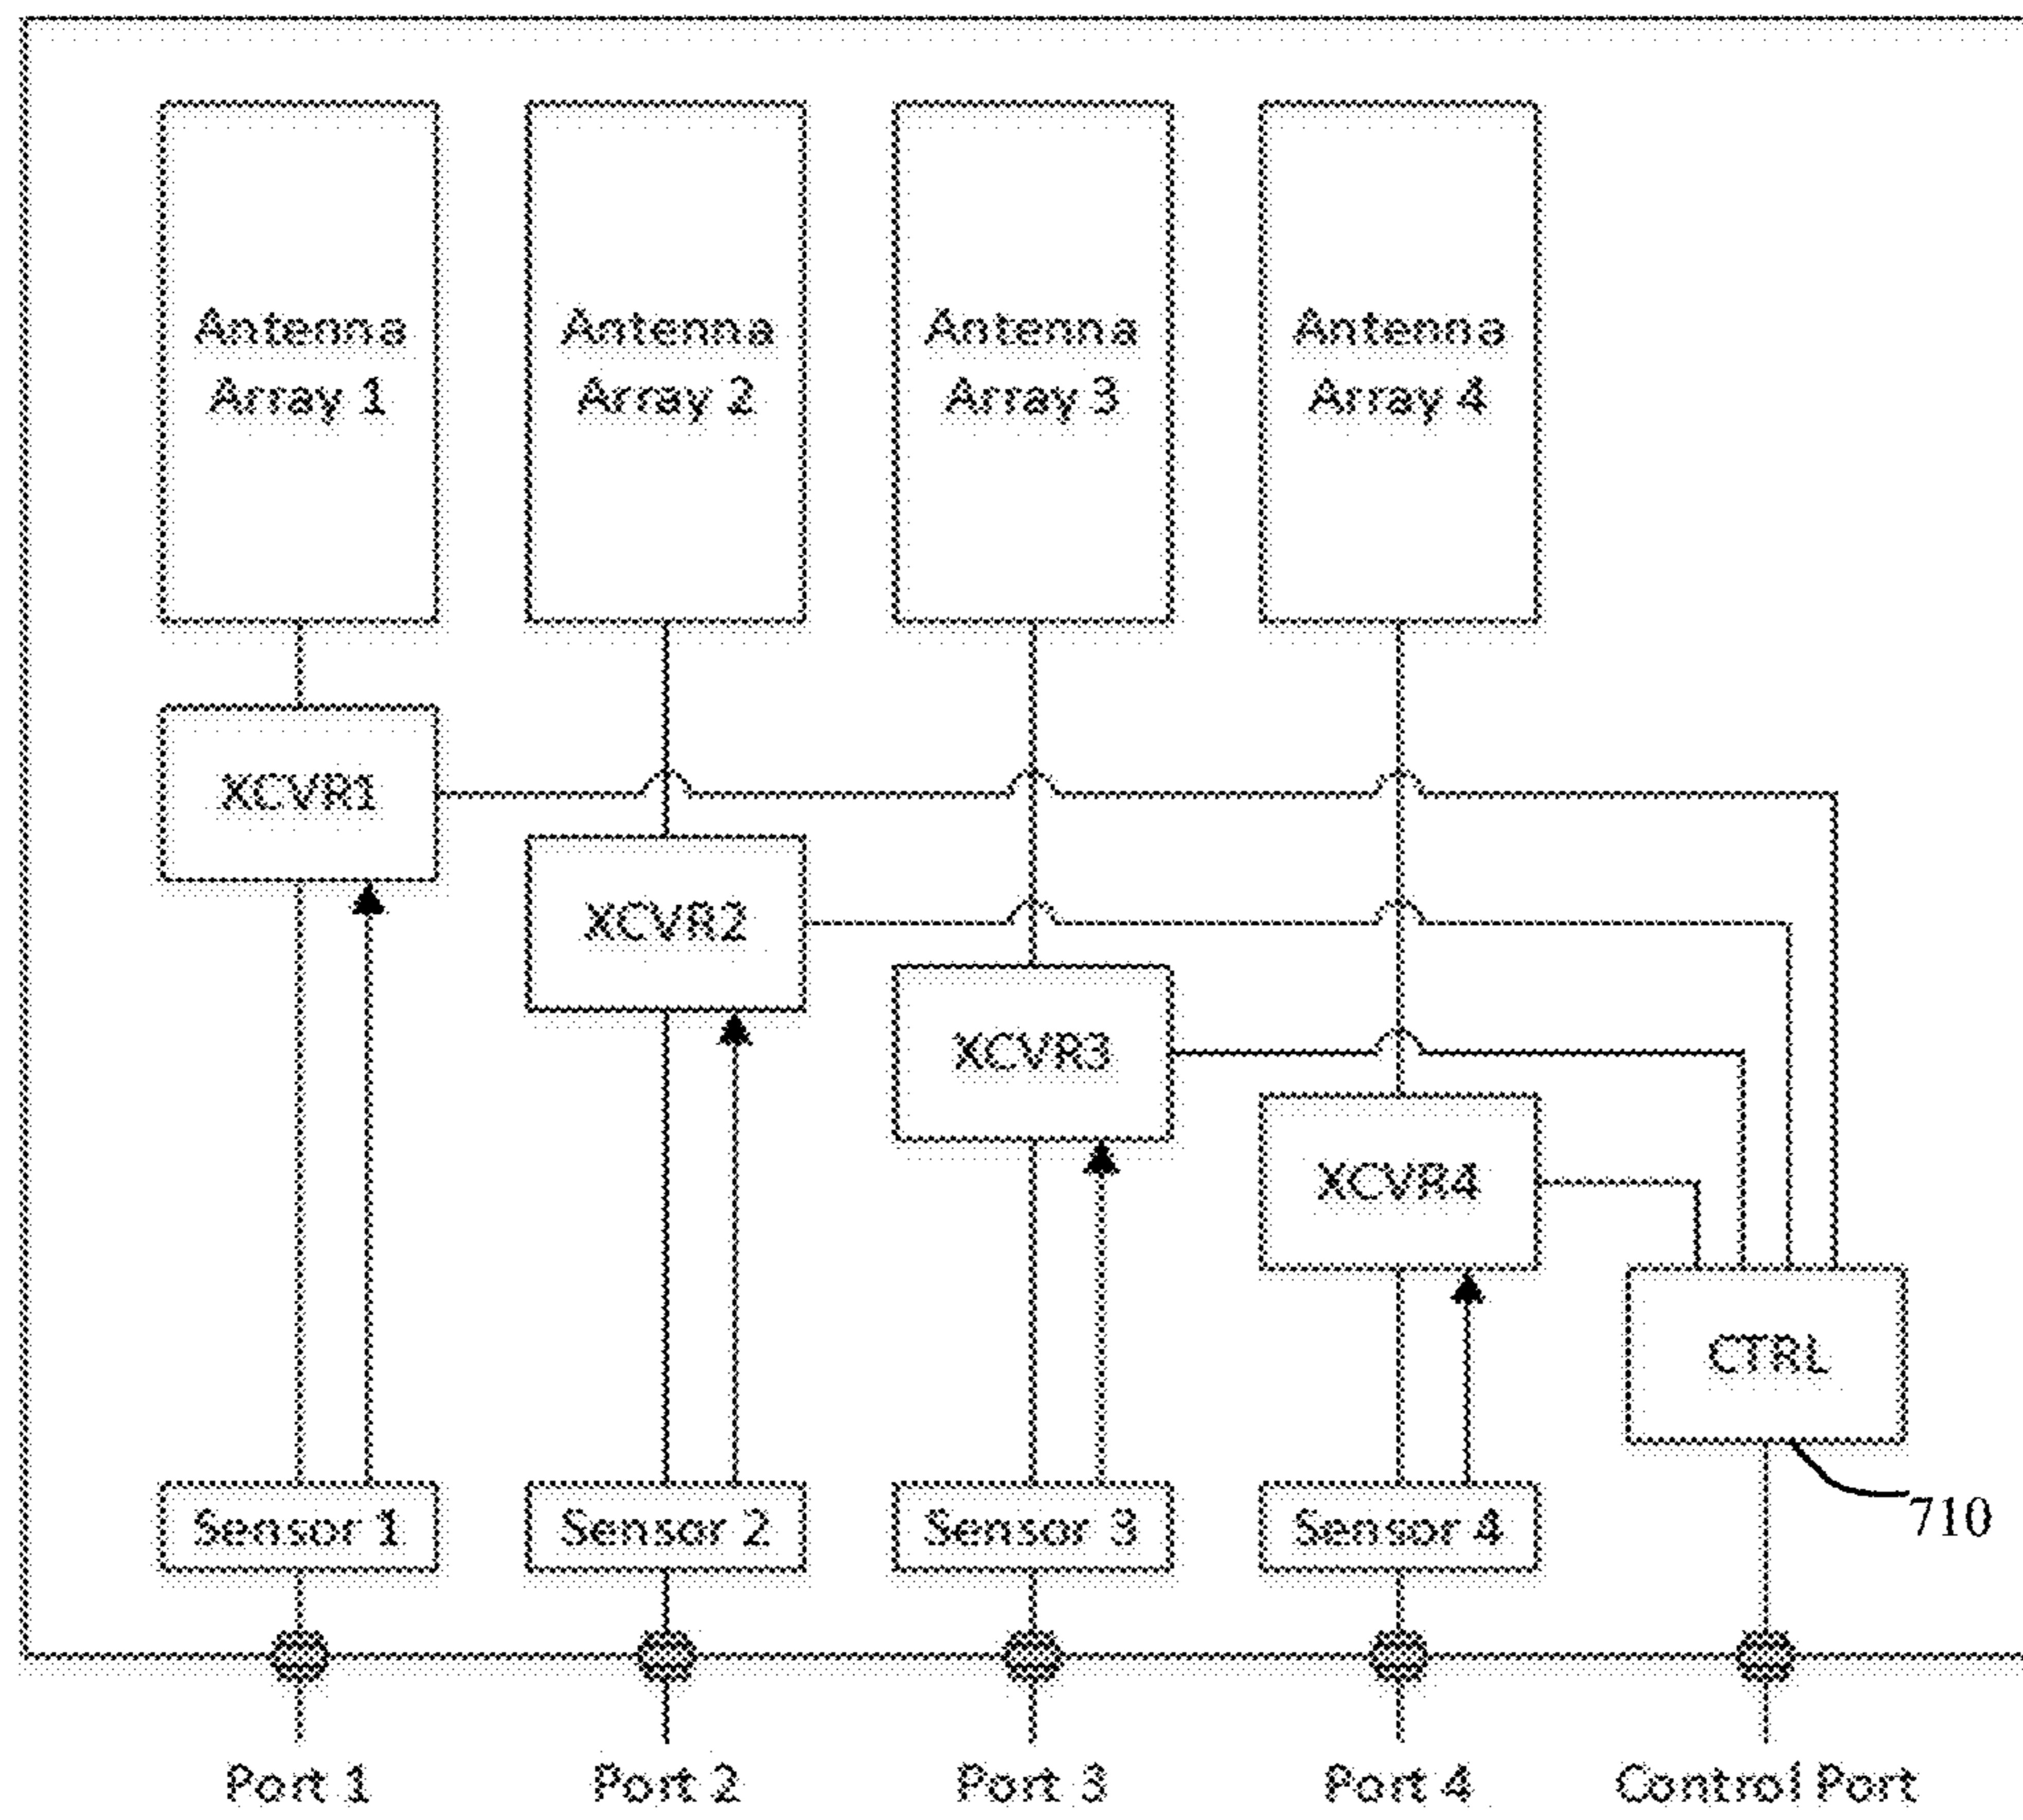 Antenna
Array 1
Antenna
Array 2
Antenna
Array 3
Antenna
Array 4
XCVR1
XCVR2
XCVR3
XCVR4
CTRL
710
Sensor 1
Sensor 2
Sensor 3
Sensor 4
Port 1
Port 2
Port 3
Port 4
Control Port